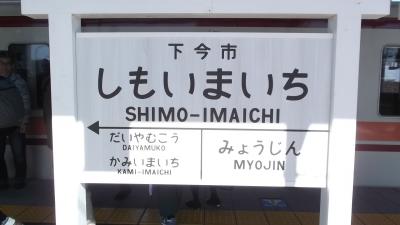 下今市
しもいまいち
SHIMO-IMAICHI
だいやむこう
DAIYAMUKO
かみいまいち
KAMI-IMAICHI
みょうじん
MYOJIN